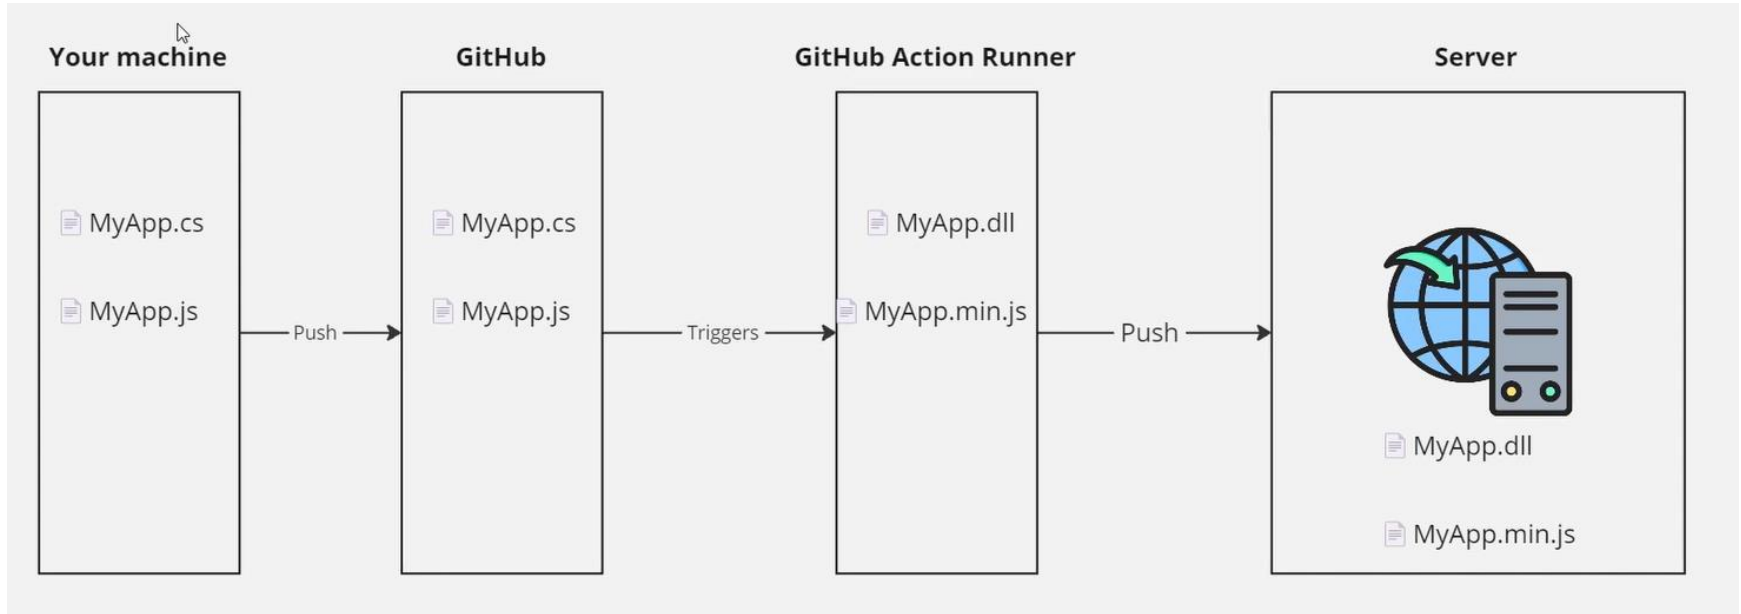 Your machine
GitHub
GitHub Action Runner
Server
MyApp.cs
MyApp.js
Push
MyApp.cs
MyApp.js
Triggers
MyApp.dll
MyApp.min.js
Push
MyApp.dll
MyApp.min.js